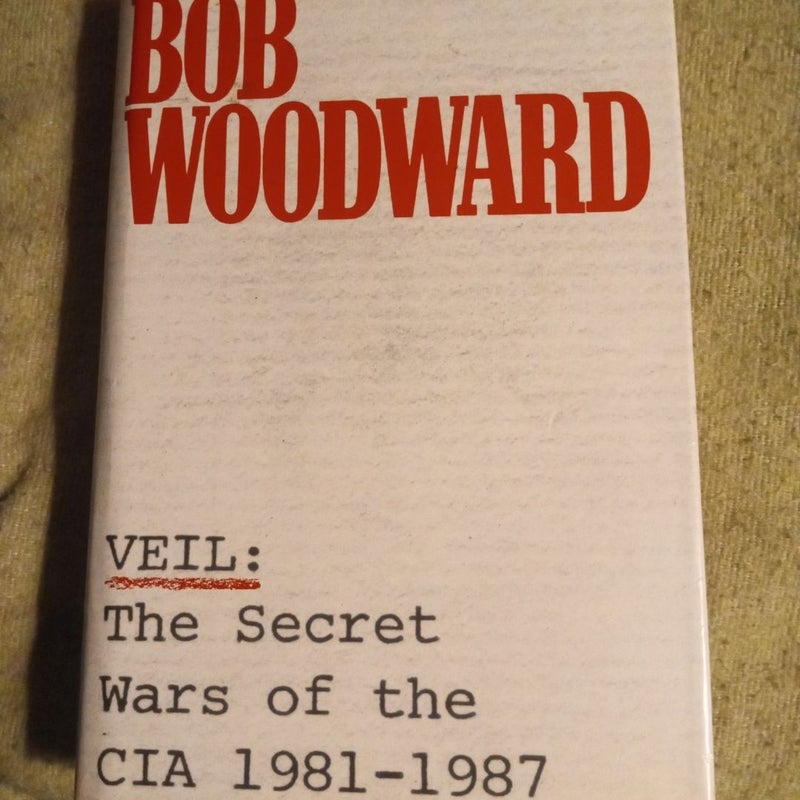 BOB
WOODWARD
VEIL:
The Secret
Wars of the
CIA 1981-1987